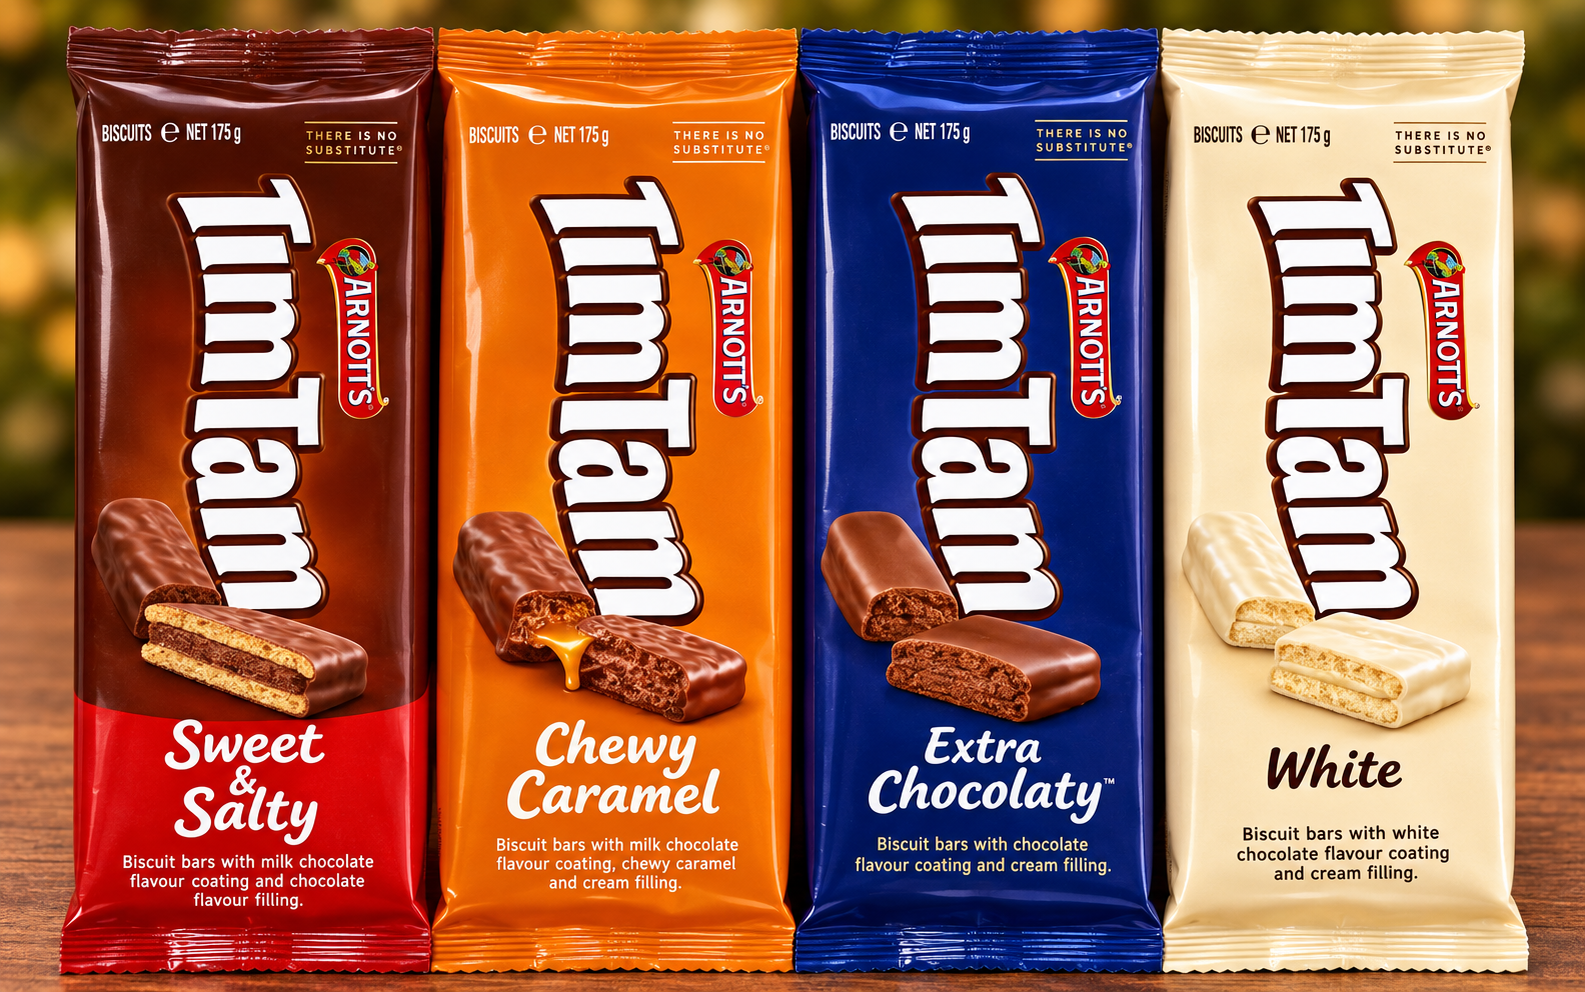 BISCUITS ℮ NET 175 g
THERE IS NO
SUBSTITUTE®
TimTam
ARNOTT'S
Sweet
&
Salty
Biscuit bars with milk chocolate
flavour coating and chocolate
flavour filling.
BISCUITS ℮ NET 175 g
THERE IS NO
SUBSTITUTE®
TimTam
ARNOTT'S
Chewy
Caramel
Biscuit bars with milk chocolate
flavour coating, chewy caramel
and cream filling.
BISCUITS ℮ NET 175 g
THERE IS NO
SUBSTITUTE®
TimTam
ARNOTT'S
Extra
Chocolaty™
Biscuit bars with chocolate
flavour coating and cream filling.
BISCUITS ℮ NET 175 g
THERE IS NO
SUBSTITUTE®
TimTam
ARNOTT'S
White
Biscuit bars with white
chocolate flavour coating
and cream filling.